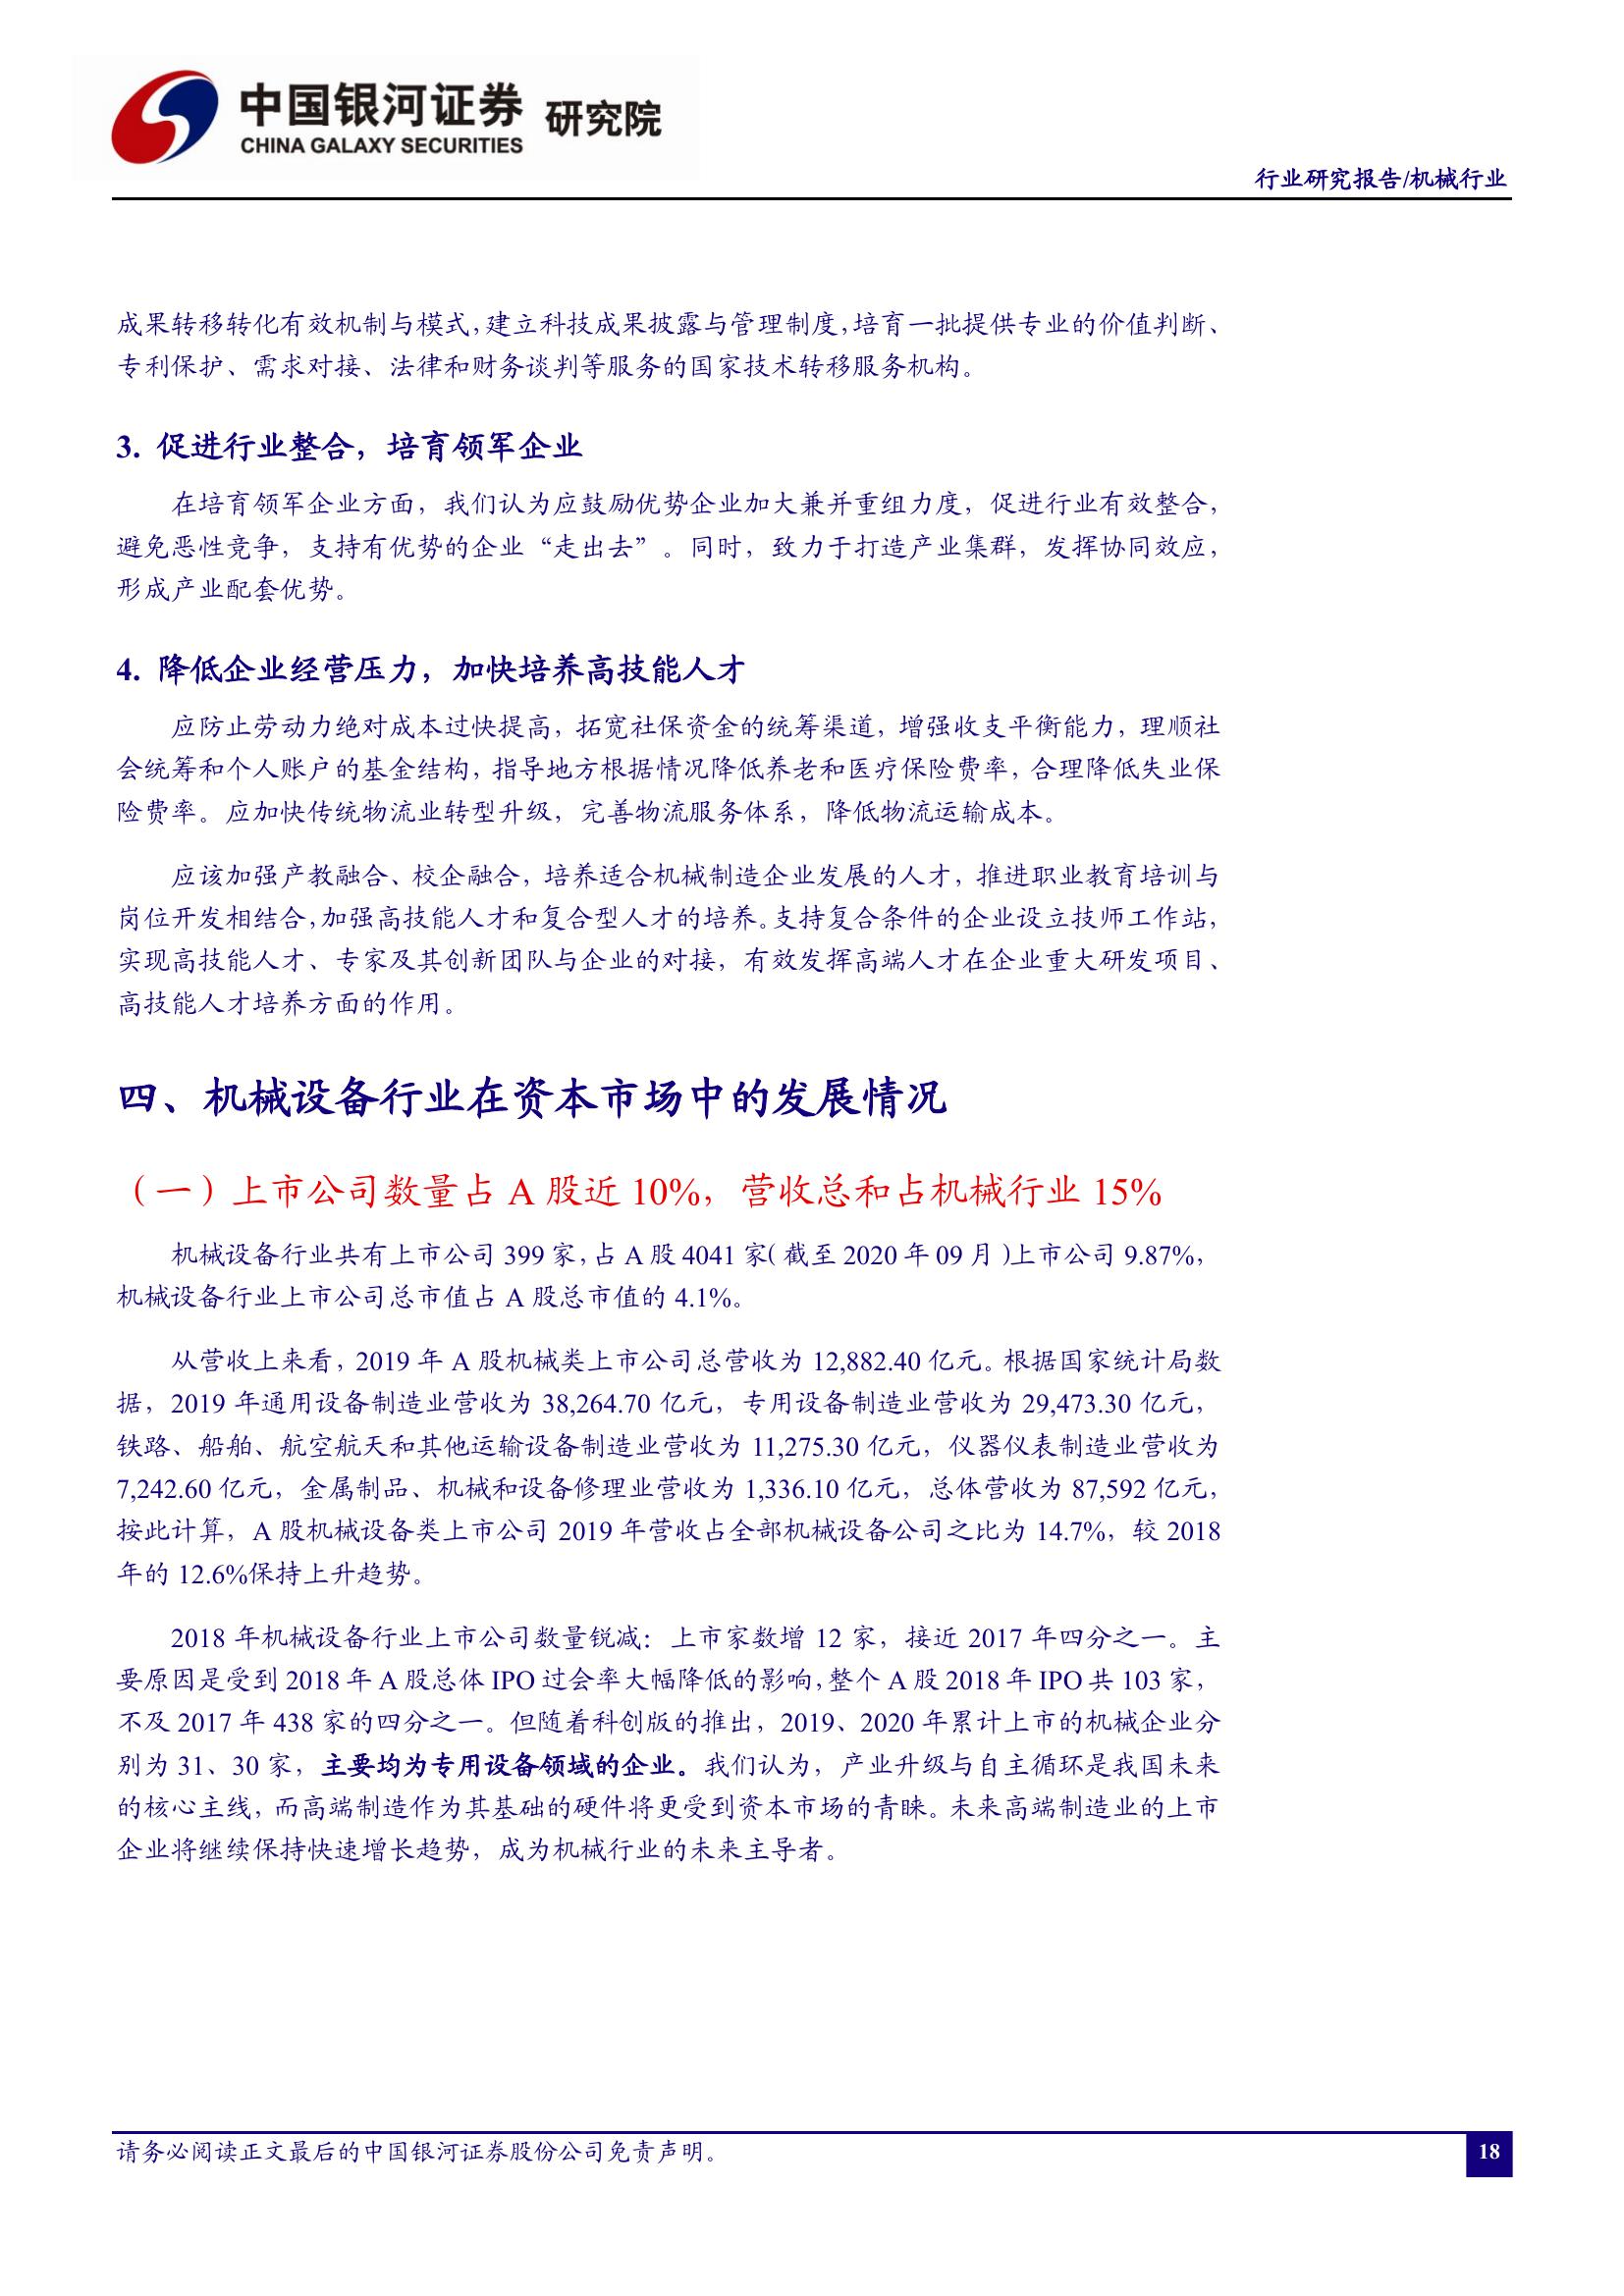 中国银河证券 研究院
CHINA GALAXY SECURITIES
行业研究报告/机械行业
成果转移转化有效机制与模式，建立科技成果披露与管理制度，培育一批提供专业的价值判断、
专利保护、需求对接、法律和财务谈判等服务的国家技术转移服务机构。
3. 促进行业整合，培育领军企业
在培育领军企业方面，我们认为应鼓励优势企业加大兼并重组力度，促进行业有效整合，
避免恶性竞争，支持有优势的企业“走出去”。同时，致力于打造产业集群，发挥协同效应，
形成产业配套优势。
4. 降低企业经营压力，加快培养高技能人才
应防止劳动力绝对成本过快提高，拓宽社保资金的统筹渠道，增强收支平衡能力，理顺社
会统筹和个人账户的基金结构，指导地方根据情况降低养老和医疗保险费率，合理降低失业保
险费率。应加快传统物流业转型升级，完善物流服务体系，降低物流运输成本。
应该加强产教融合、校企融合，培养适合机械制造企业发展的人才，推进职业教育培训与
岗位开发相结合，加强高技能人才和复合型人才的培养。支持复合条件的企业设立技师工作站，
实现高技能人才、专家及其创新团队与企业的对接，有效发挥高端人才在企业重大研发项目、
高技能人才培养方面的作用。
四、机械设备行业在资本市场中的发展情况
（一）上市公司数量占 A 股近 10%，营收总和占机械行业 15%
机械设备行业共有上市公司 399 家，占 A 股 4041 家（截至 2020 年 09 月）上市公司 9.87%，
机械设备行业上市公司总市值占 A 股总市值的 4.1%。
从营收上来看，2019 年 A 股机械类上市公司总营收为 12,882.40 亿元。根据国家统计局数
据，2019 年通用设备制造业营收为 38,264.70 亿元，专用设备制造业营收为 29,473.30 亿元，
铁路、船舶、航空航天和其他运输设备制造业营收为 11,275.30 亿元，仪器仪表制造业营收为
7,242.60 亿元，金属制品、机械和设备修理业营收为 1,336.10 亿元，总体营收为 87,592 亿元，
按此计算，A 股机械设备类上市公司 2019 年营收占全部机械设备公司之比为 14.7%，较 2018
年的 12.6%保持上升趋势。
2018 年机械设备行业上市公司数量锐减：上市家数增 12 家，接近 2017 年四分之一。主
要原因是受到 2018 年 A 股总体 IPO 过会率大幅降低的影响，整个 A 股 2018 年 IPO 共 103 家，
不及 2017 年 438 家的四分之一。但随着科创版的推出，2019、2020 年累计上市的机械企业分
别为 31、30 家，主要均为专用设备领域的企业。我们认为，产业升级与自主循环是我国未来
的核心主线，而高端制造作为其基础的硬件将更受到资本市场的青睐。未来高端制造业的上市
企业将继续保持快速增长趋势，成为机械行业的未来主导者。
请务必阅读正文最后的中国银河证券股份公司免责声明。
18